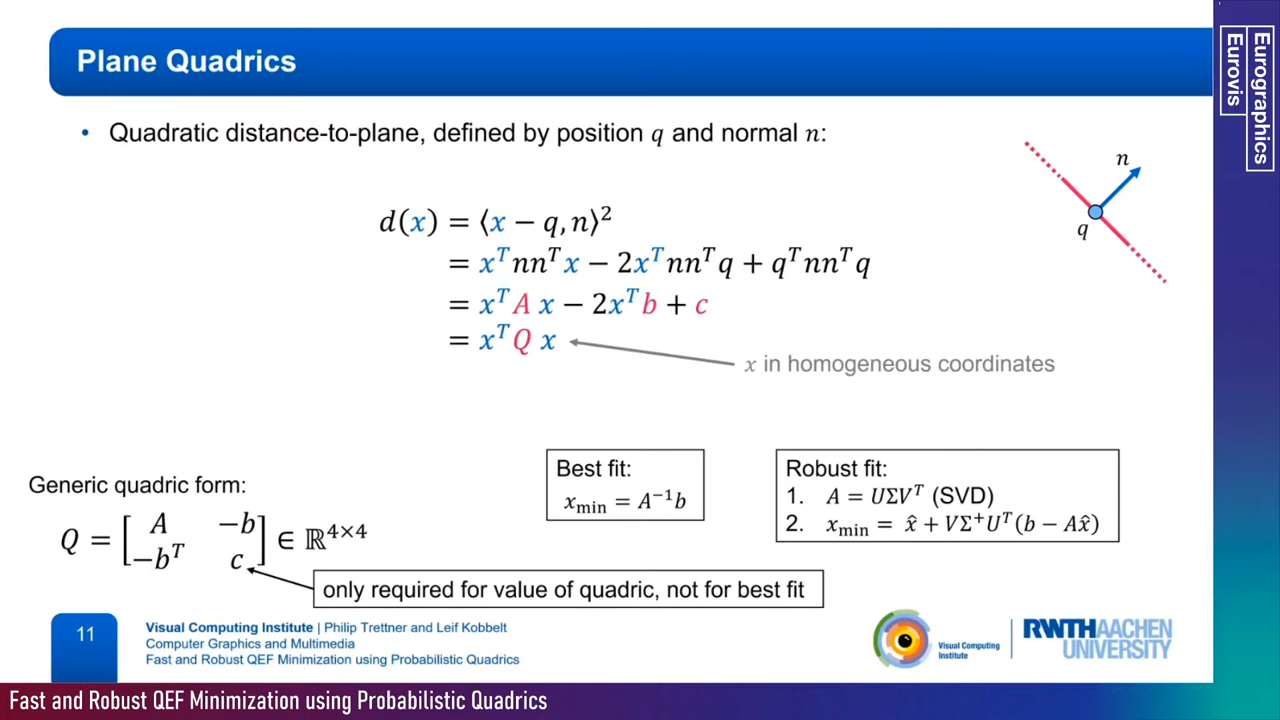 Plane Quadrics
Eurographics
Eurovis
• Quadratic distance-to-plane, defined by position q and normal n:
n
q
d(x) = ⟨x − q, n⟩²
= xᵀnnᵀx − 2xᵀnnᵀq + qᵀnnᵀq
= xᵀA x − 2xᵀb + c
= xᵀQ x
x in homogeneous coordinates
Generic quadric form:
Q = [A −b; −bᵀ c] ∈ ℝ⁴ˣ⁴
only required for value of quadric, not for best fit
Best fit:
x_min = A⁻¹b
Robust fit:
1. A = UΣVᵀ (SVD)
2. x_min = x̂ + VΣ⁺Uᵀ(b − Ax̂)
11
Visual Computing Institute | Philip Trettner and Leif Kobbelt
Computer Graphics and Multimedia
Fast and Robust QEF Minimization using Probabilistic Quadrics
Visual Computing
Institute
RWTHAACHEN
UNIVERSITY
Fast and Robust QEF Minimization using Probabilistic Quadrics